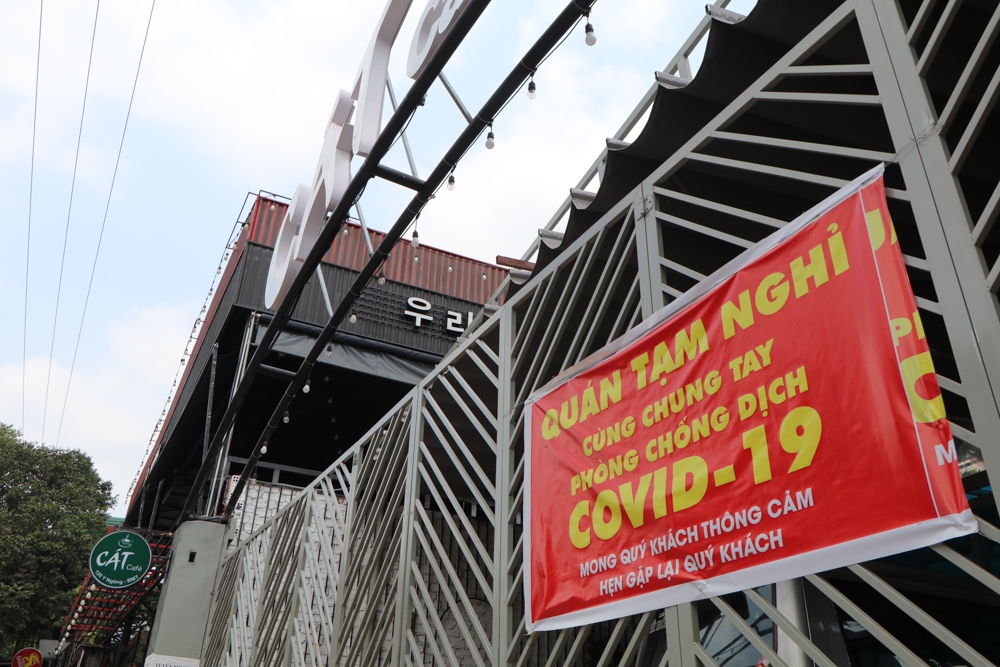 우리
QUÁN TẠM NGHỈ
CÙNG CHUNG TAY
PHÒNG CHỐNG DỊCH
COVID-19
MONG QUÝ KHÁCH THÔNG CẢM
HẸN GẶP LẠI QUÝ KHÁCH
CÁT
Café